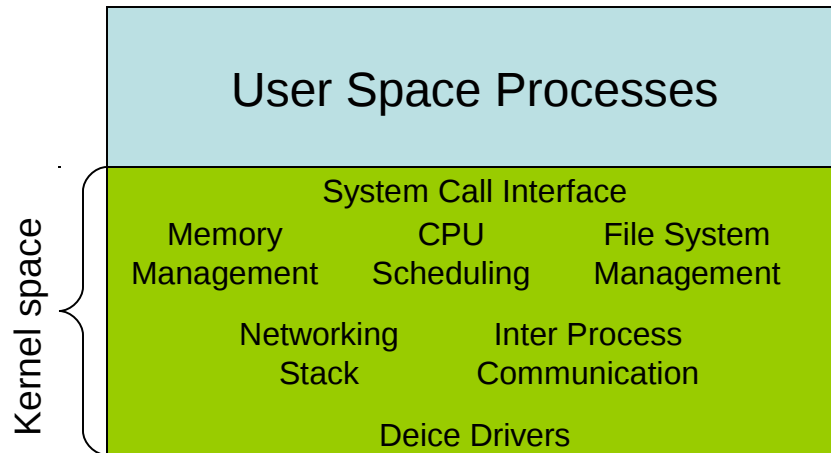 User Space Processes
System Call Interface
Memory
Management
CPU
Scheduling
File System
Management
Networking
Stack
Inter Process
Communication
Deice Drivers
Kernel space